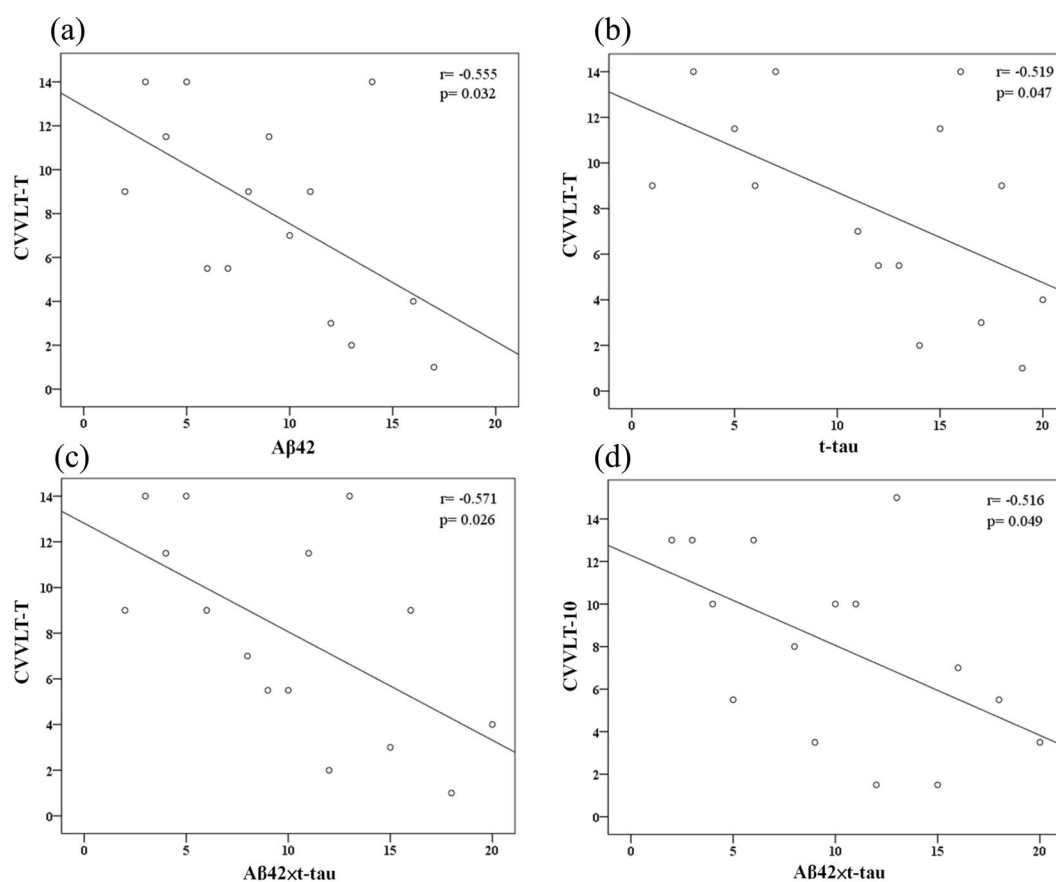 (a)
r= -0.555
p= 0.032
14
12
10
8
6
4
2
0
CVVLT-T
0 5 10 15 20
Aβ42
(b)
r= -0.519
p= 0.047
14
12
10
8
6
4
2
0
CVVLT-T
0 5 10 15 20
t-tau
(c)
r= -0.571
p= 0.026
14
12
10
8
6
4
2
0
CVVLT-T
0 5 10 15 20
Aβ42xt-tau
(d)
r= -0.516
p= 0.049
14
12
10
8
6
4
2
0
CVVLT-10
0 5 10 15 20
Aβ42xt-tau